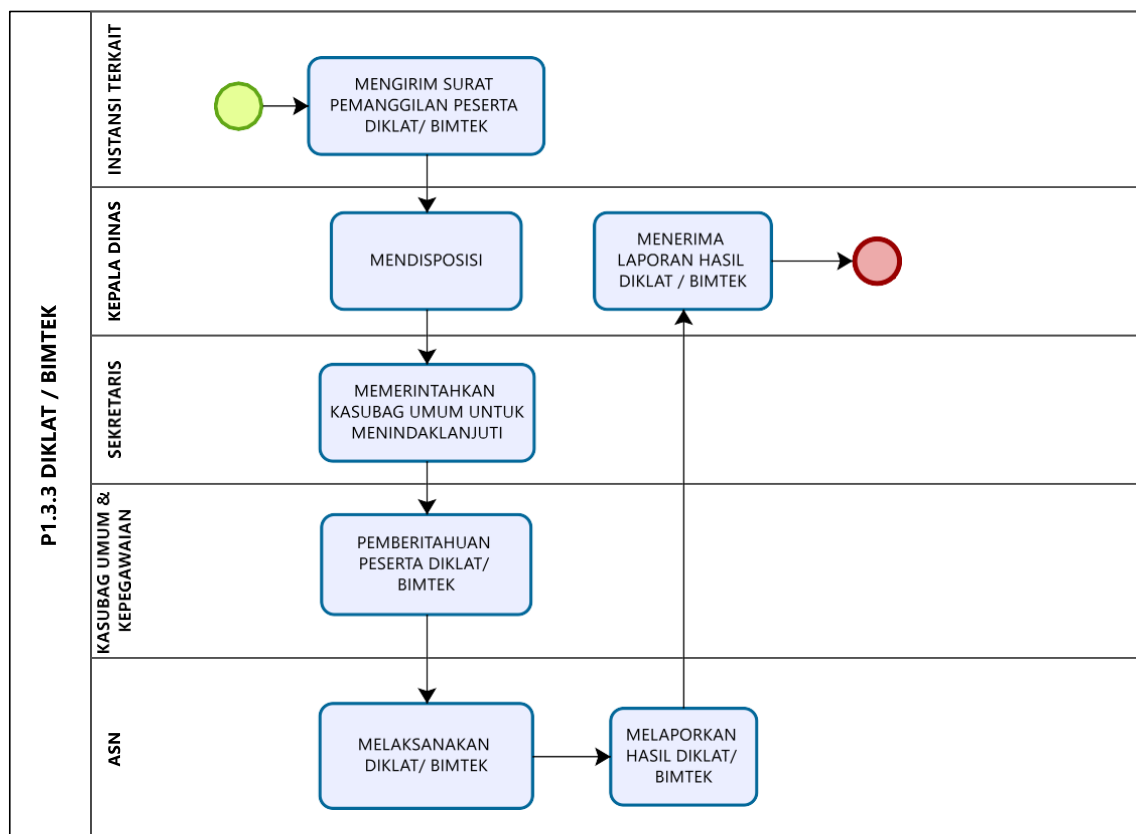 P1.3.3 DIKLAT / BIMTEK
INSTANSI TERKAIT
MENGIRIM SURAT
PEMANGGILAN PESERTA
DIKLAT/ BIMTEK
KEPALA DINAS
MENDISPOSISI
MENERIMA
LAPORAN HASIL
DIKLAT / BIMTEK
SEKRETARIS
MEMERINTAHKAN
KASUBAG UMUM UNTUK
MENINDAKLANJUTI
KASUBAG UMUM &
KEPEGAWAIAN
PEMBERITAHUAN
PESERTA DIKLAT/
BIMTEK
ASN
MELAKSANAKAN
DIKLAT/ BIMTEK
MELAPORKAN
HASIL DIKLAT/
BIMTEK